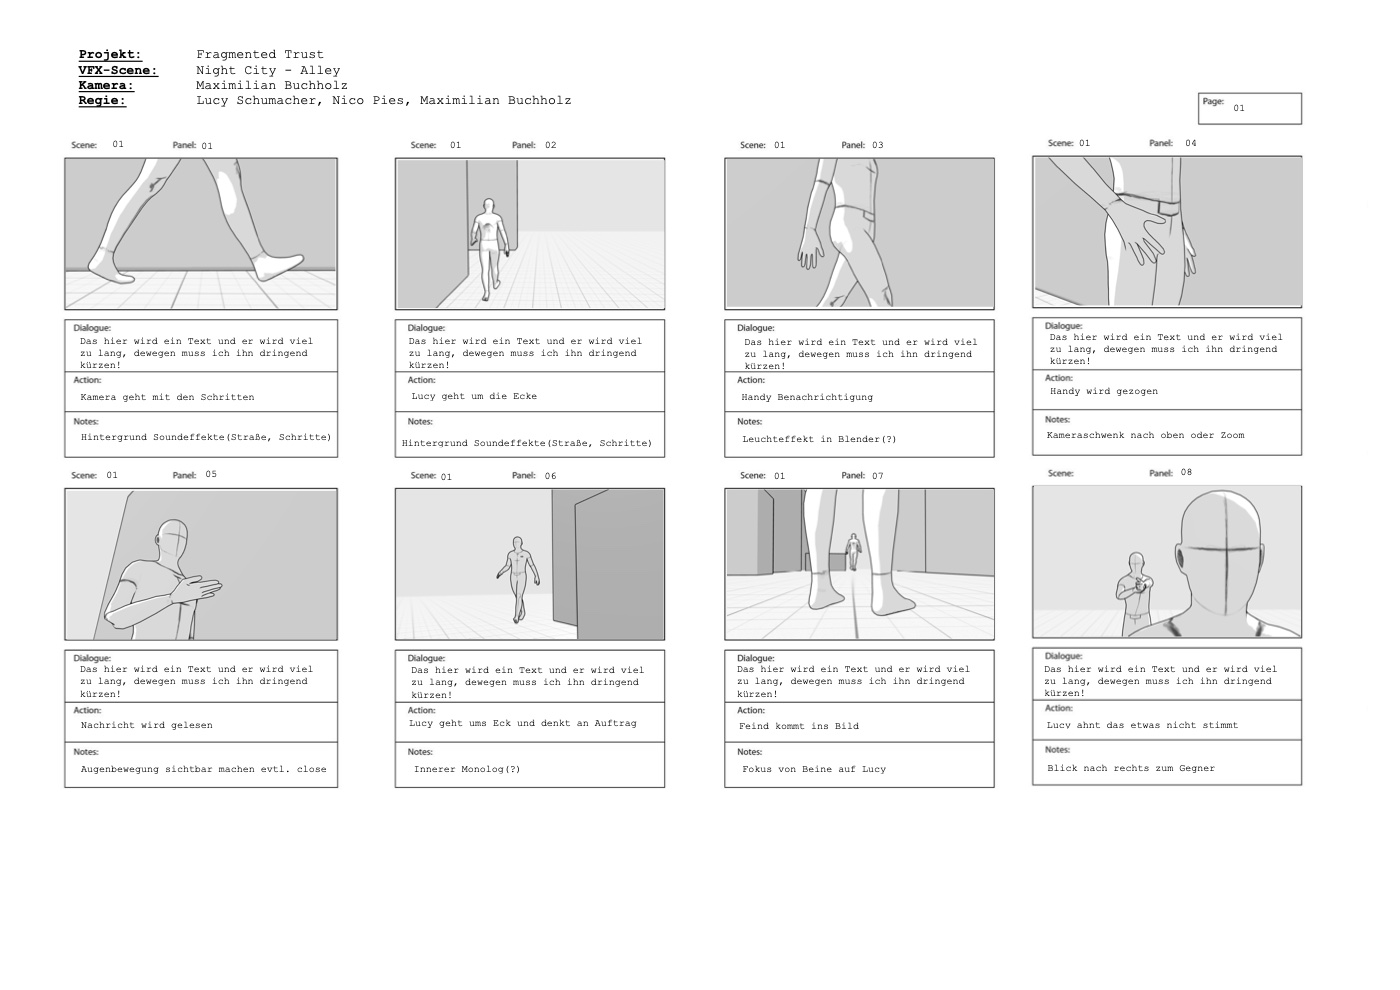 Projekt: Fragmented Trust
VFX-Scene: Night City - Alley
Kamera: Maximilian Buchholz
Regie: Lucy Schumacher, Nico Pies, Maximilian Buchholz
Page: 01
Scene: 01 Panel: 01
Dialogue:
Das hier wird ein Text und er wird viel
zu lang, dewegen muss ich ihn dringend
kürzen!
Action:
Kamera geht mit den Schritten
Notes:
Hintergrund Soundeffekte(Straße, Schritte)
Scene: 01 Panel: 02
Dialogue:
Das hier wird ein Text und er wird viel
zu lang, dewegen muss ich ihn dringend
kürzen!
Action:
Lucy geht um die Ecke
Notes:
Hintergrund Soundeffekte(Straße, Schritte)
Scene: 01 Panel: 03
Dialogue:
Das hier wird ein Text und er wird viel
zu lang, dewegen muss ich ihn dringend
kürzen!
Action:
Handy Benachrichtigung
Notes:
Leuchteffekt in Blender(?)
Scene: 01 Panel: 04
Dialogue:
Das hier wird ein Text und er wird viel
zu lang, dewegen muss ich ihn dringend
kürzen!
Action:
Handy wird gezogen
Notes:
Kameraschwenk nach oben oder Zoom
Scene: 01 Panel: 05
Dialogue:
Das hier wird ein Text und er wird viel
zu lang, dewegen muss ich ihn dringend
kürzen!
Action:
Nachricht wird gelesen
Notes:
Augenbewegung sichtbar machen evtl. close
Scene: 01 Panel: 06
Dialogue:
Das hier wird ein Text und er wird viel
zu lang, dewegen muss ich ihn dringend
kürzen!
Action:
Lucy geht ums Eck und denkt an Auftrag
Notes:
Innerer Monolog(?)
Scene: 01 Panel: 07
Dialogue:
Das hier wird ein Text und er wird viel
zu lang, dewegen muss ich ihn dringend
kürzen!
Action:
Feind kommt ins Bild
Notes:
Fokus von Beine auf Lucy
Scene: Panel: 08
Dialogue:
Das hier wird ein Text und er wird viel
zu lang, dewegen muss ich ihn dringend
kürzen!
Action:
Lucy ahnt das etwas nicht stimmt
Notes:
Blick nach rechts zum Gegner